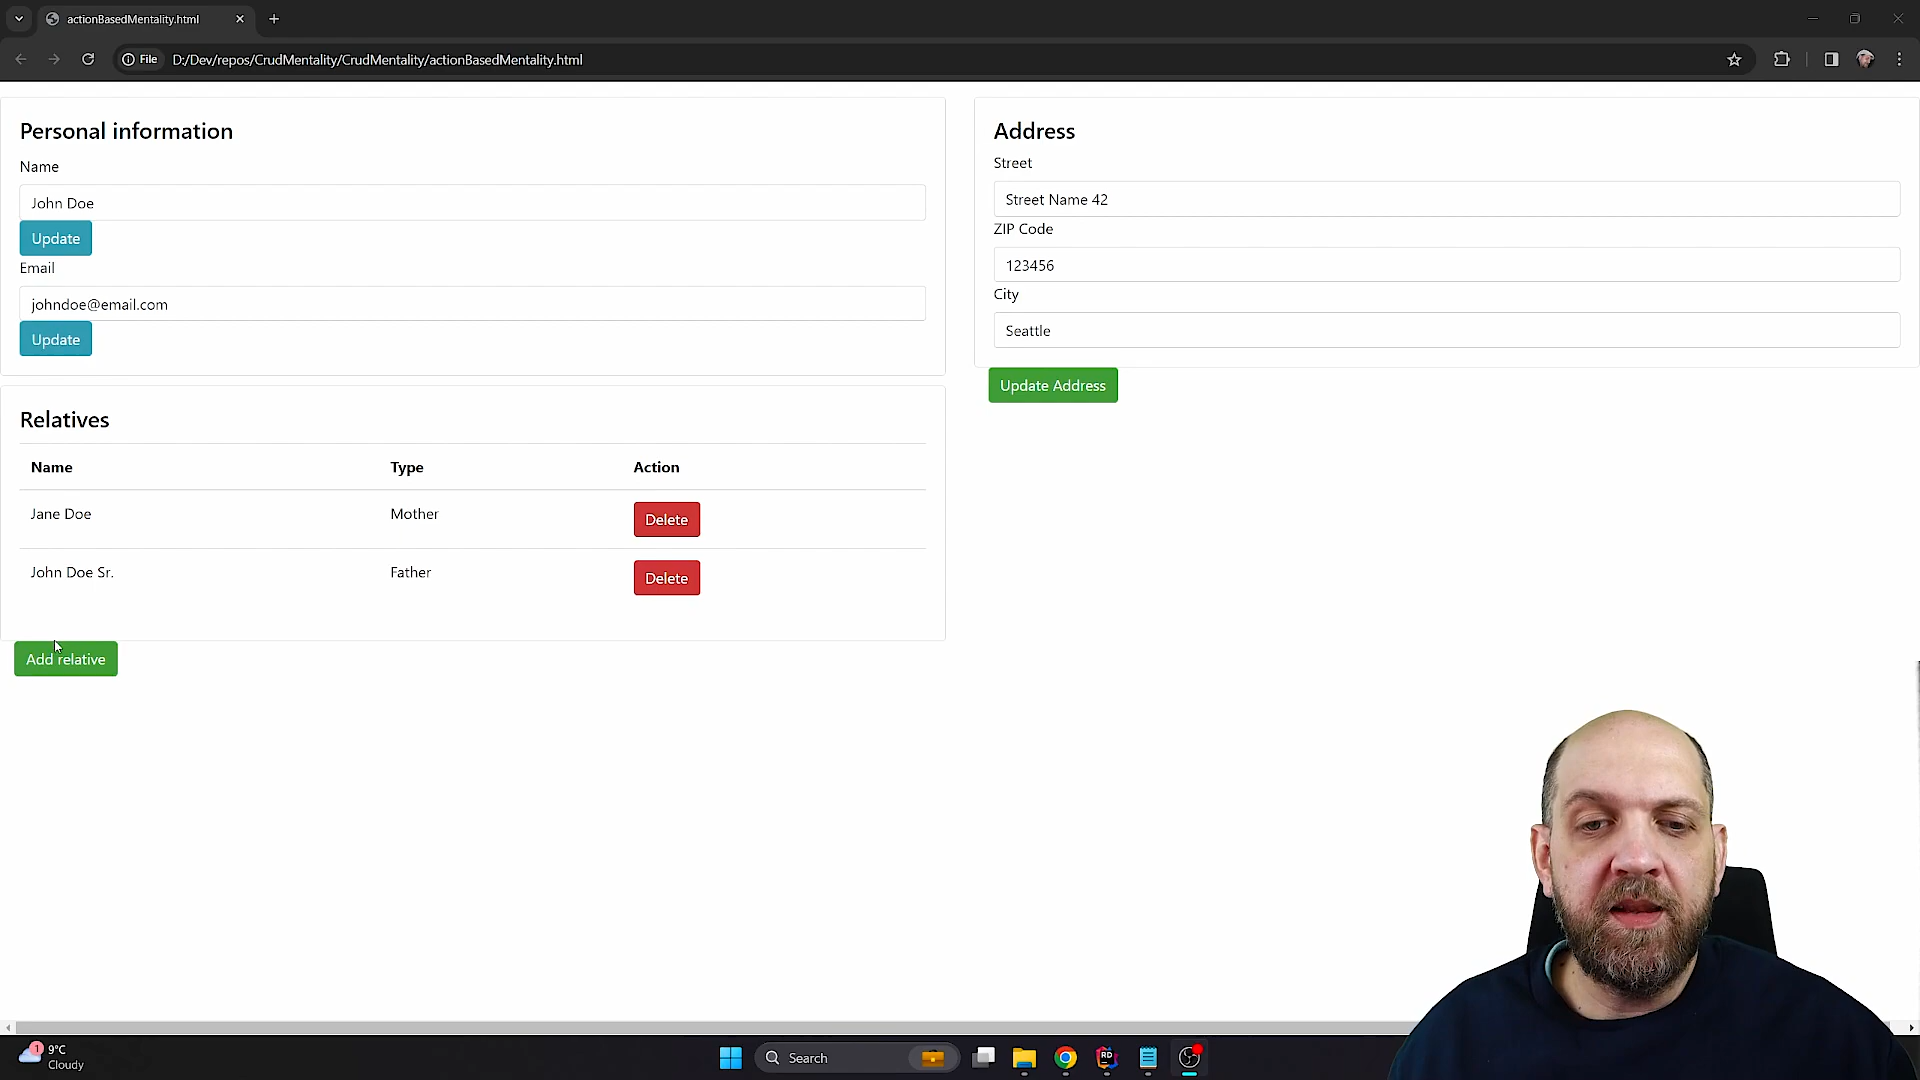 actionBasedMentality.html
File
D:/Dev/repos/CrudMentality/CrudMentality/actionBasedMentality.html
Personal information
Name
John Doe
Update
Email
johndoe@email.com
Update
Address
Street
Street Name 42
ZIP Code
123456
City
Seattle
Update Address
Relatives
Name Type Action
Jane Doe Mother Delete
John Doe Sr. Father Delete
Add relative
1
9°C
Cloudy
Search
RD